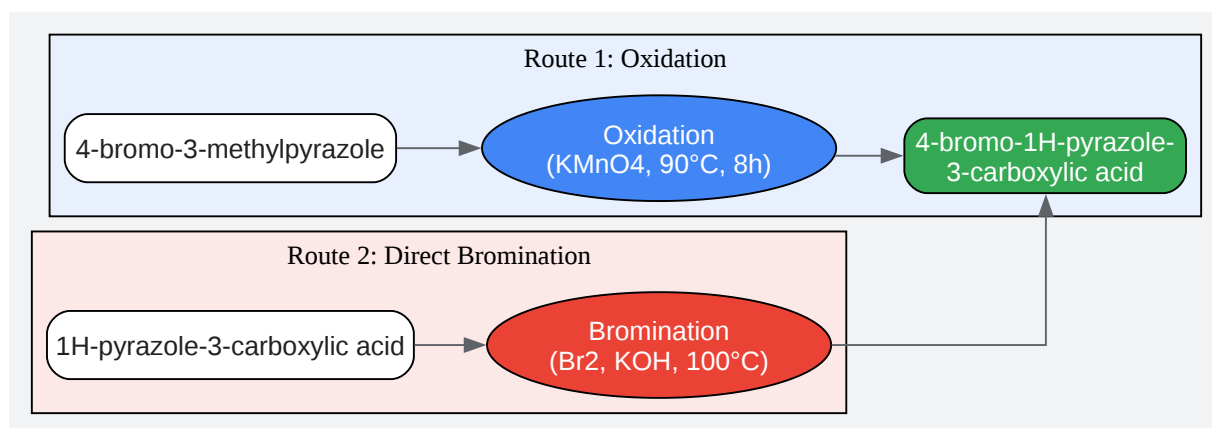 Route 1: Oxidation
4-bromo-3-methylpyrazole
Oxidation
(KMnO4, 90°C, 8h)
4-bromo-1H-pyrazole-
3-carboxylic acid
Route 2: Direct Bromination
1H-pyrazole-3-carboxylic acid
Bromination
(Br2, KOH, 100°C)